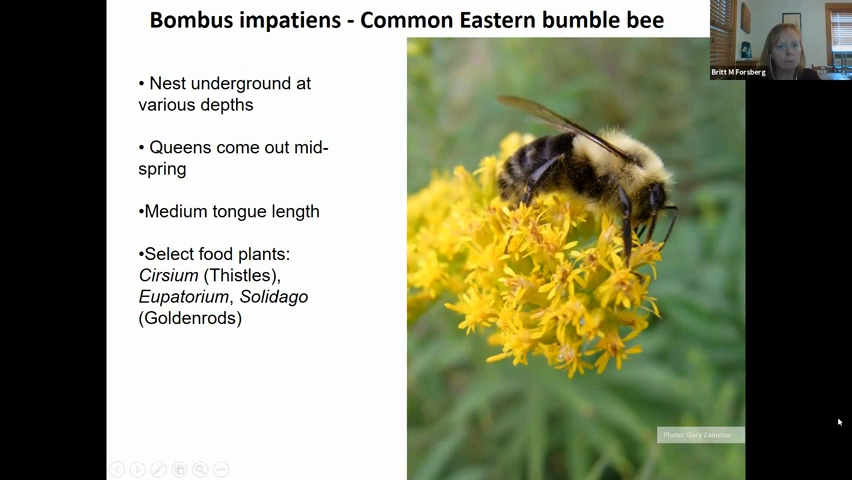 Bombus impatiens - Common Eastern bumble bee
Britt M Forsberg
• Nest underground at
various depths
• Queens come out mid-
spring
•Medium tongue length
•Select food plants:
Cirsium (Thistles),
Eupatorium, Solidago
(Goldenrods)
Photo: Gary Zamzow